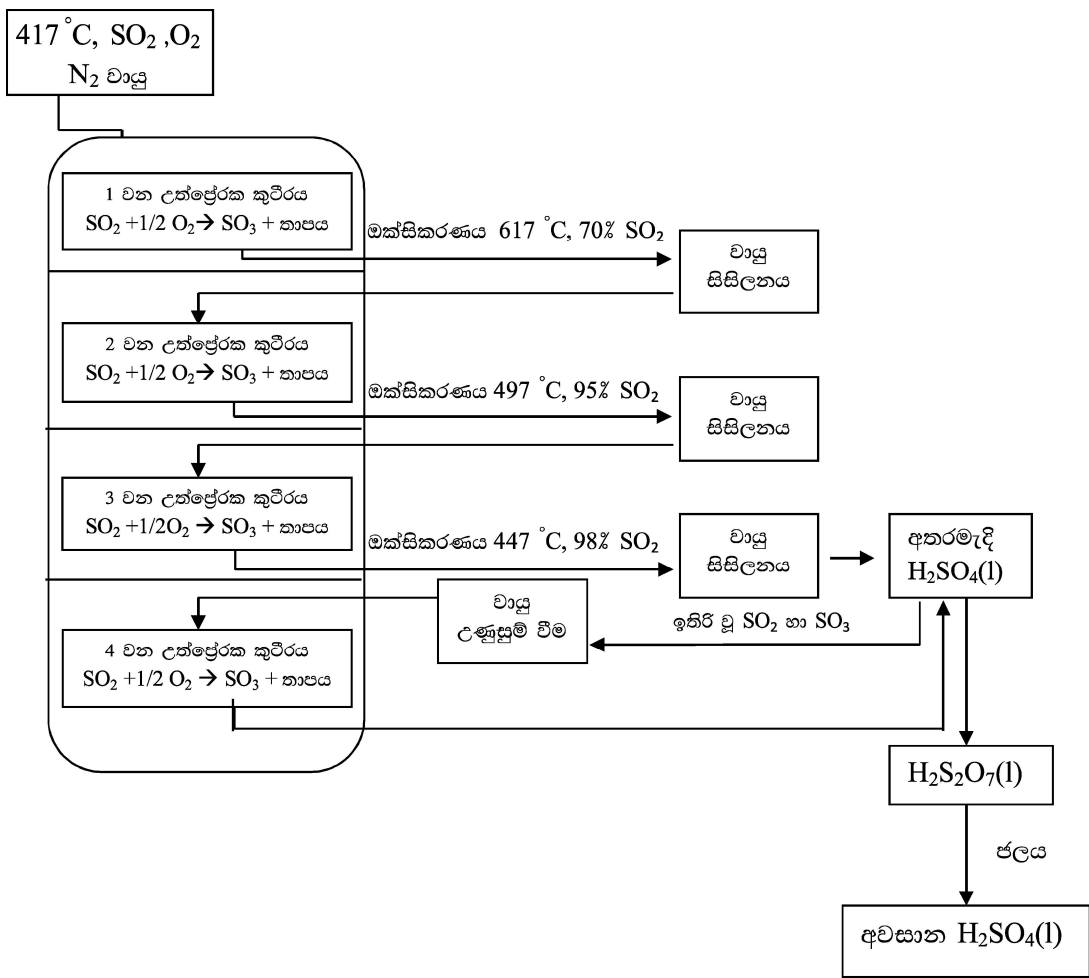 417 °C, SO₂ ,O₂
N₂ වායු
1 වන උත්ප්‍රේරක කුටීරය
SO₂ +1/2 O₂→ SO₃ + තාපය
ඔක්සිකරණය 617 °C, 70% SO₂
වායු
සිසිලනය
2 වන උත්ප්‍රේරක කුටීරය
SO₂ +1/2 O₂→ SO₃ + තාපය
ඔක්සිකරණය 497 °C, 95% SO₂
වායු
සිසිලනය
3 වන උත්ප්‍රේරක කුටීරය
SO₂ +1/2O₂ → SO₃ + තාපය
ඔක්සිකරණය 447 °C, 98% SO₂
වායු
සිසිලනය
අතරමැදි
H₂SO₄(l)
වායු
උණුසුම් වීම
ඉතිරි වූ SO₂ හා SO₃
4 වන උත්ප්‍රේරක කුටීරය
SO₂ +1/2 O₂ → SO₃ + තාපය
H₂S₂O₇(l)
ජලය
අවසාන H₂SO₄(l)